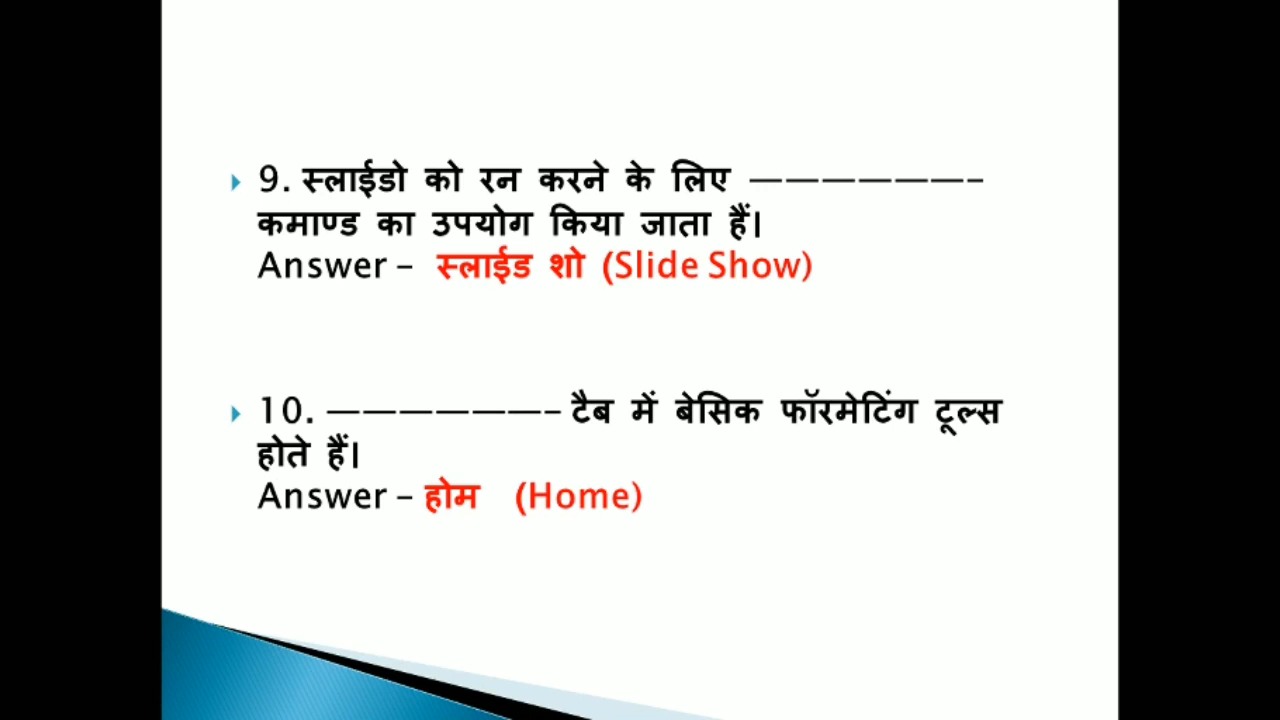 9. स्लाईडो को रन करने के लिए ———————–
कमाण्ड का उपयोग किया जाता हैं।
Answer – स्लाईड शो (Slide Show)
10. ———————– टैब में बेसिक फॉरमेटिंग टूल्स
होते हैं।
Answer – होम (Home)